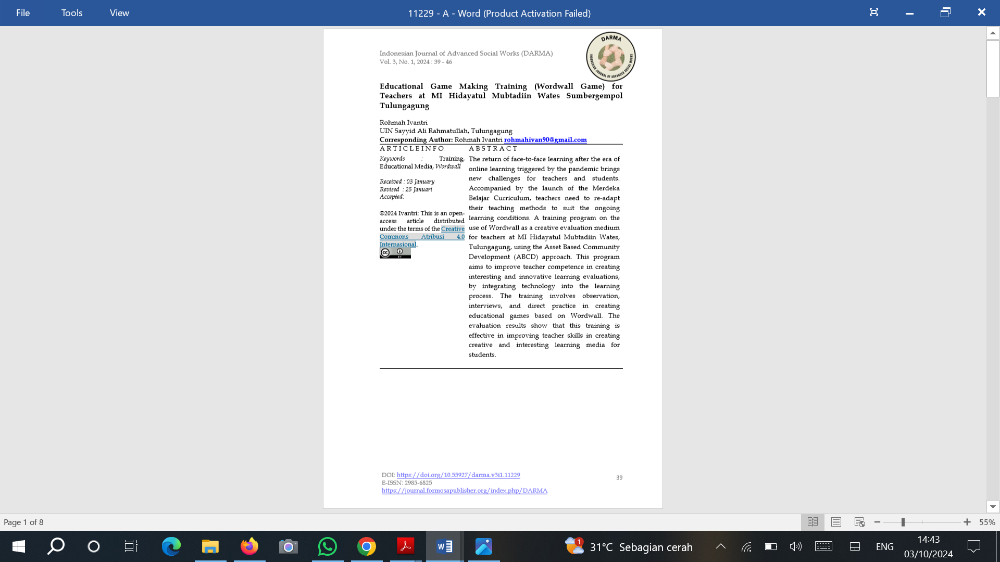 File
Tools
View
11229 - A - Word (Product Activation Failed)
Indonesian Journal of Advanced Social Works (DARMA)
Vol. 3, No. 1, 2024 : 39 - 46
DARMA
INDONESIAN JOURNAL OF ADVANCED SOCIAL WORKS
Educational Game Making Training (Wordwall Game) for
Teachers at MI Hidayatul Mubtadiin Wates Sumbergempol
Tulungagung
Rohmah Ivantri
UIN Sayyid Ali Rahmatullah, Tulungagung
Corresponding Author: Rohmah Ivantri rohmahivan90@gmail.com
A R T I C L E I N F O
Keywords : Training,
Educational Media, Wordwall
Received : 03 January
Revised : 25 Januari
Accepted:
©2024 Ivantri: This is an open-
access article distributed
under the terms of the Creative
Commons Atribusi 4.0
Internasional.
cc
BY
A B S T R A C T
The return of face-to-face learning after the era of
online learning triggered by the pandemic brings
new challenges for teachers and students.
Accompanied by the launch of the Merdeka
Belajar Curriculum, teachers need to re-adapt
their teaching methods to suit the ongoing
learning conditions. A training program on the
use of Wordwall as a creative evaluation medium
for teachers at MI Hidayatul Mubtadiin Wates,
Tulungagung, using the Asset Based Community
Development (ABCD) approach. This program
aims to improve teacher competence in creating
interesting and innovative learning evaluations,
by integrating technology into the learning
process. The training involves observation,
interviews, and direct practice in creating
educational games based on Wordwall. The
evaluation results show that this training is
effective in improving teacher skills in creating
creative and interesting learning media for
students.
DOI: https://doi.org/10.55927/darma.v3i1.11229
E-ISSN: 2985-6825
https://journal.formosapublisher.org/index.php/DARMA
39
Page 1 of 8
55%
1
31°C Sebagian cerah
ENG
14:43
03/10/2024